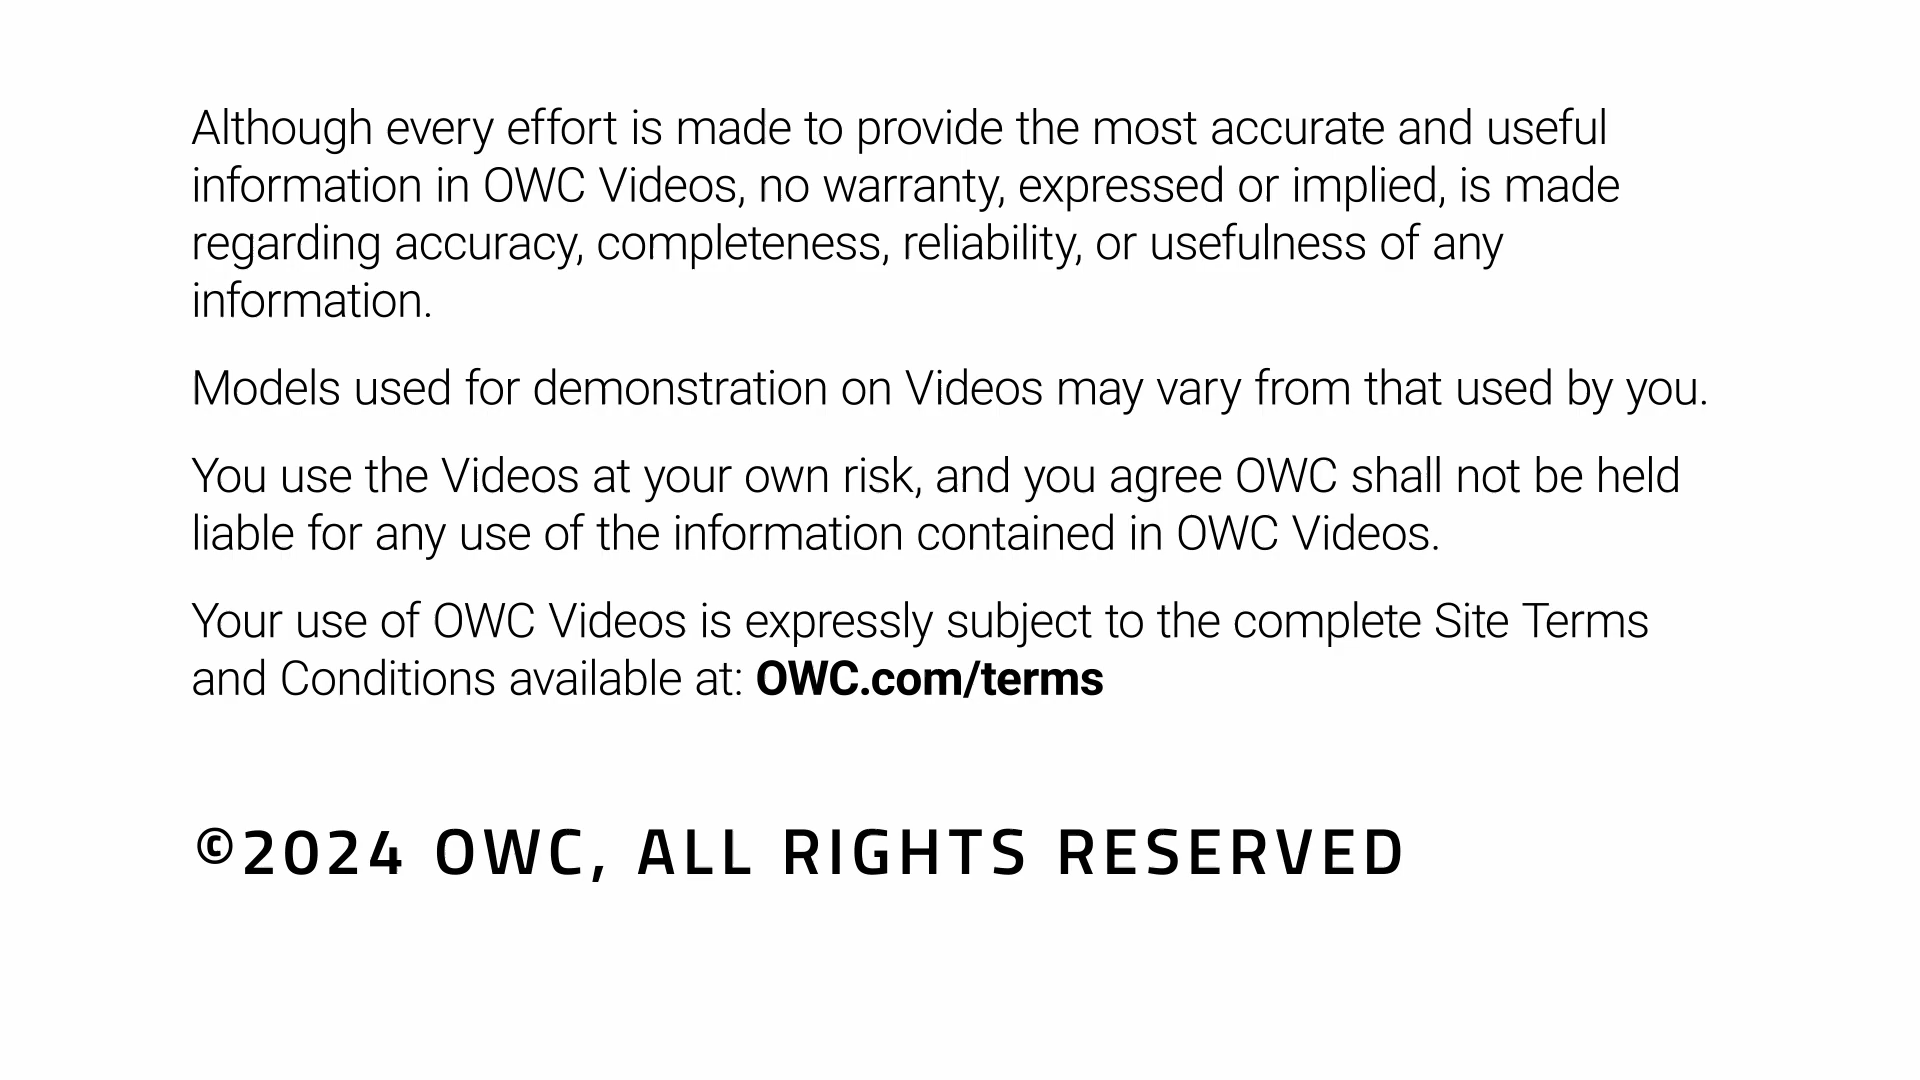 Although every effort is made to provide the most accurate and useful
information in OWC Videos, no warranty, expressed or implied, is made
regarding accuracy, completeness, reliability, or usefulness of any
information.
Models used for demonstration on Videos may vary from that used by you.
You use the Videos at your own risk, and you agree OWC shall not be held
liable for any use of the information contained in OWC Videos.
Your use of OWC Videos is expressly subject to the complete Site Terms
and Conditions available at: OWC.com/terms
©2024 OWC, ALL RIGHTS RESERVED